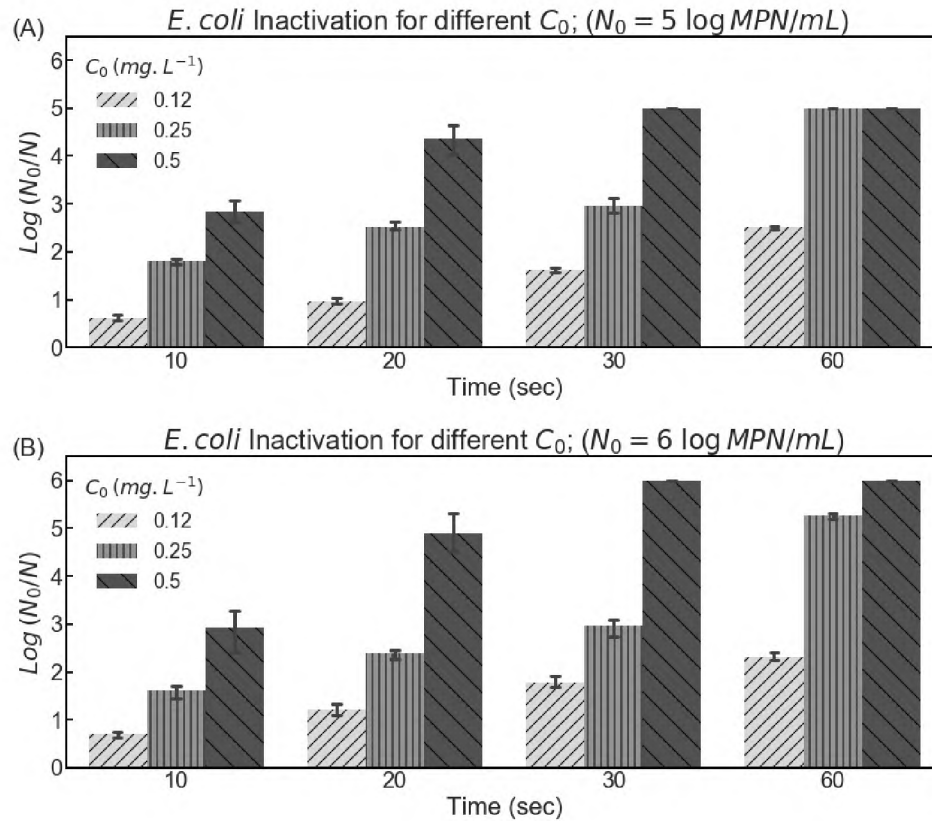 (A) E. coli Inactivation for different C₀; (N₀ = 5 log MPN/mL)
C₀ (mg. L⁻¹)
0.12
0.25
0.5
Log (N₀/N)
6
5
4
3
2
1
0
10 20 30 60
Time (sec)
(B) E. coli Inactivation for different C₀; (N₀ = 6 log MPN/mL)
C₀ (mg. L⁻¹)
0.12
0.25
0.5
Log (N₀/N)
6
5
4
3
2
1
0
10 20 30 60
Time (sec)